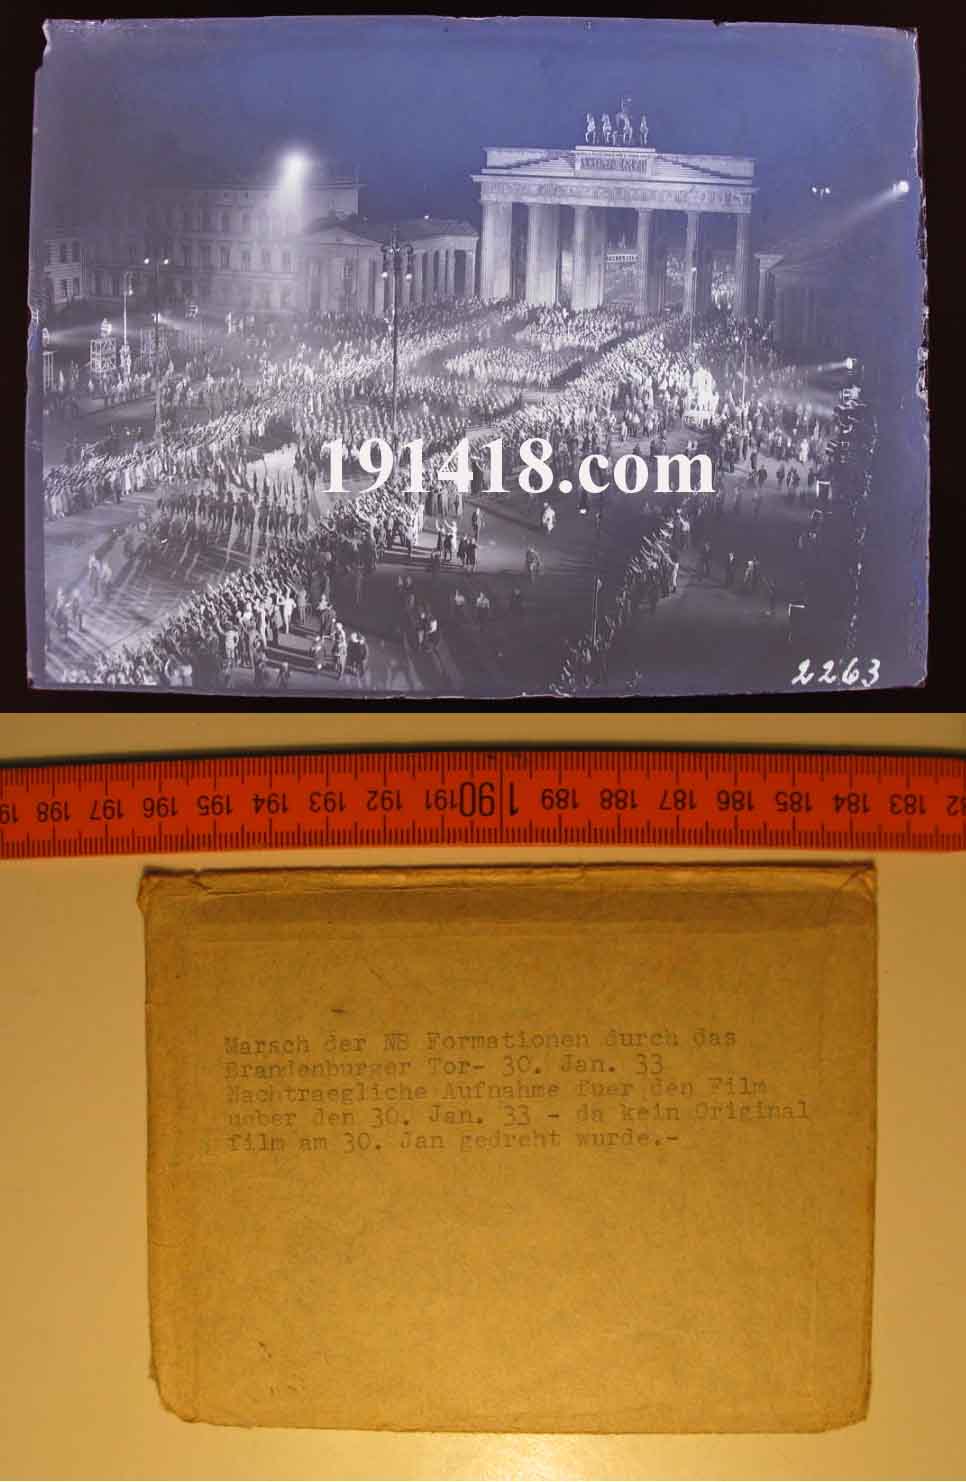 191418.com
2263
198 197 196 195 194 193 192 191 190 189 188 187 186 185 184 183
Marsch der NS Formationen durch das
Brandenburger Tor- 30. Jan. 33
Nachtraegliche Aufnahme fuer den Film
ueber den 30. Jan. 33 - da kein Original
film am 30. Jan gedreht wurde.-